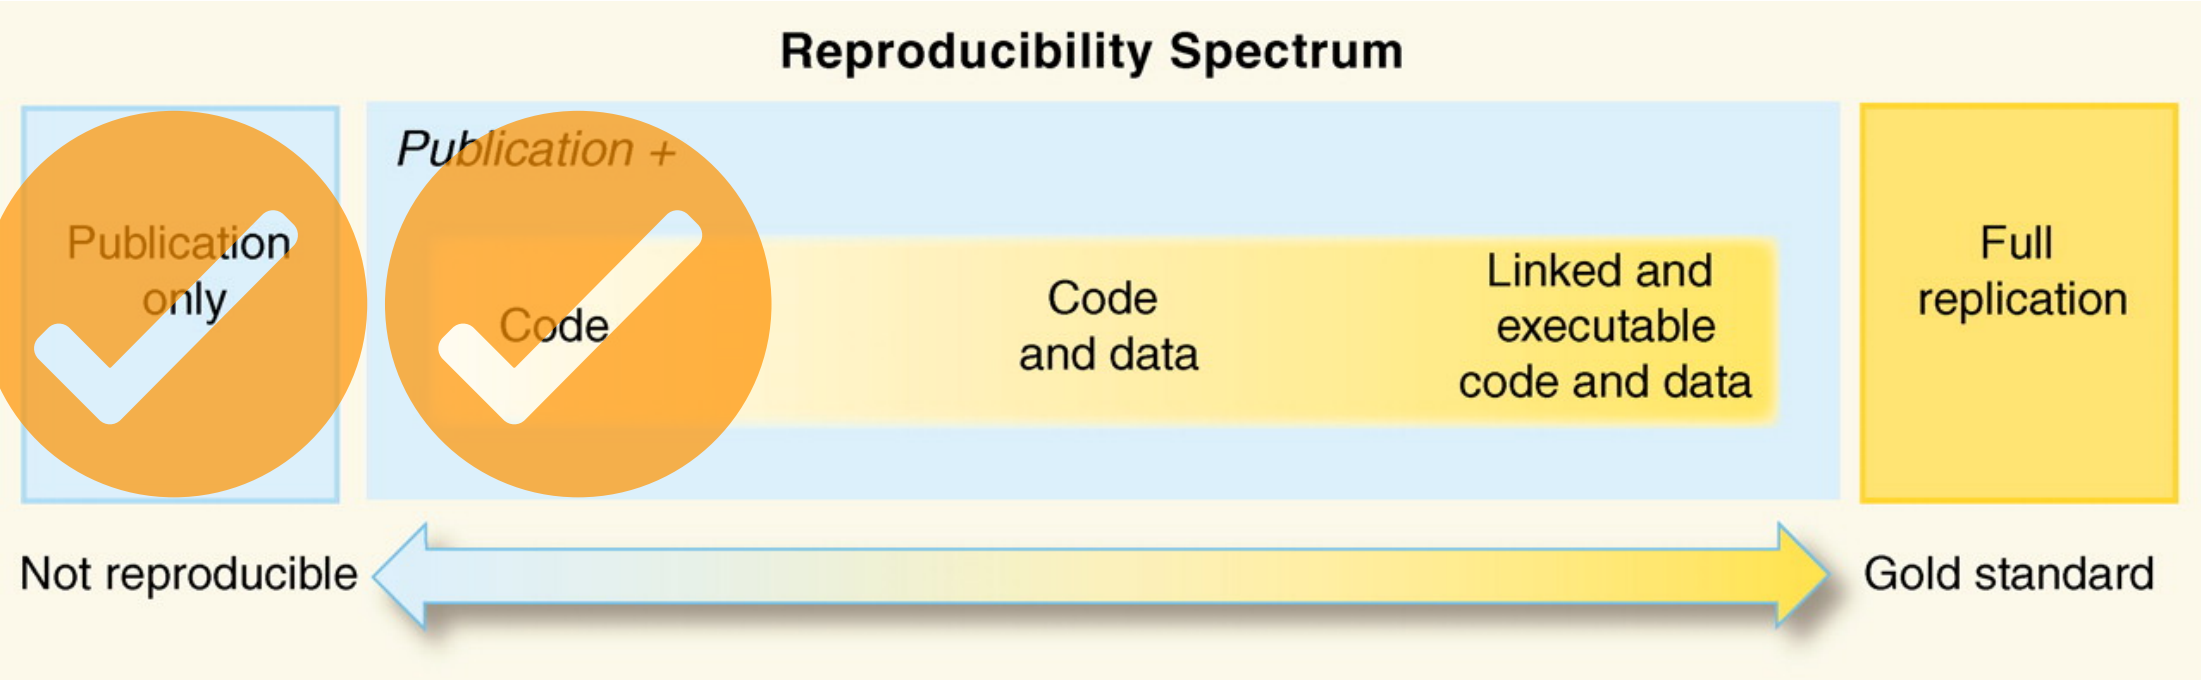 Reproducibility Spectrum
Publication
only
Publication +
Code
Code
and data
Linked and
executable
code and data
Full
replication
Not reproducible
Gold standard